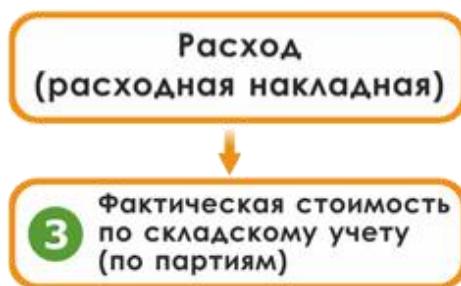 Расход
(расходная накладная)
3
Фактическая стоимость
по складскому учету
(по партиям)